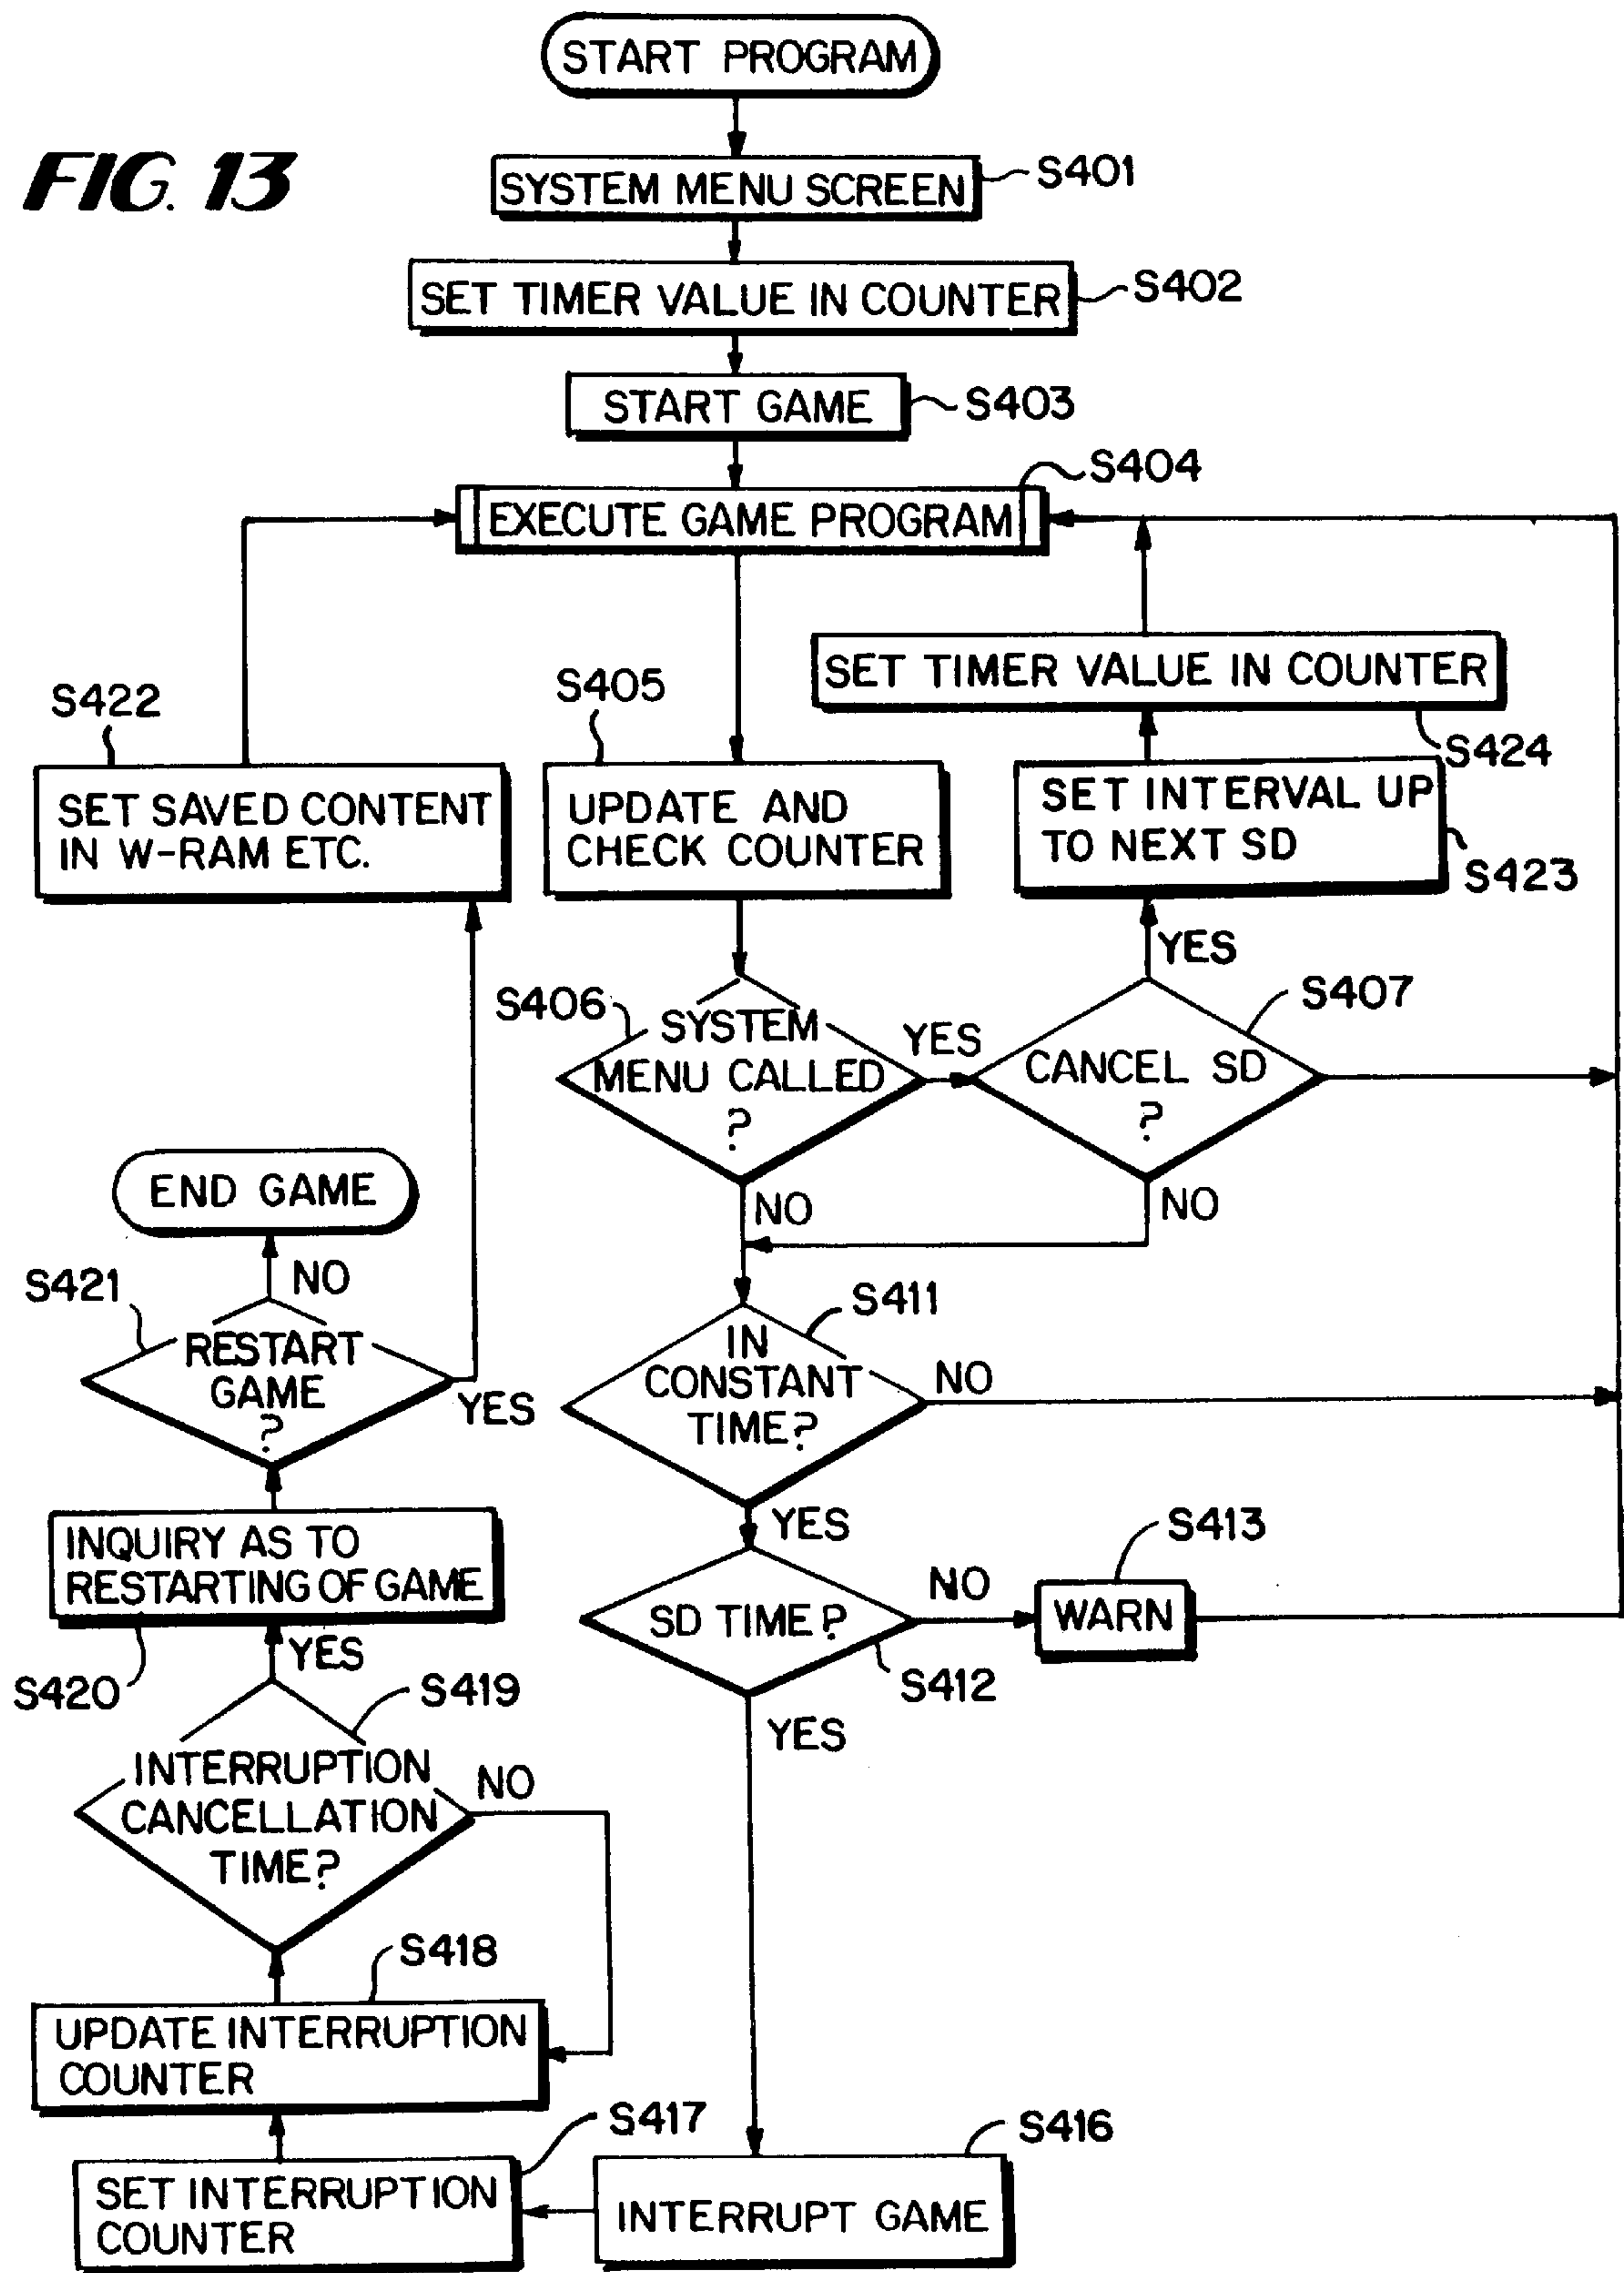 START PROGRAM
FIG. 13
SYSTEM MENU SCREEN
S401
SET TIMER VALUE IN COUNTER
S402
START GAME
S403
S404
EXECUTE GAME PROGRAM
SET TIMER VALUE IN COUNTER
S424
S422
SET SAVED CONTENT
IN W-RAM ETC.
S405
UPDATE AND
CHECK COUNTER
SET INTERVAL UP
TO NEXT SD
S423
YES
S406
SYSTEM
MENU CALLED
?
YES
S407
CANCEL SD
?
NO
NO
END GAME
NO
S421
RESTART
GAME
?
YES
S411
IN
CONSTANT
TIME?
NO
YES
INQUIRY AS TO
RESTARTING OF GAME
S420
YES
SD TIME?
NO
S412
S413
WARN
YES
S419
INTERRUPTION
CANCELLATION
TIME?
NO
S418
UPDATE INTERRUPTION
COUNTER
S417
SET INTERRUPTION
COUNTER
S416
INTERRUPT GAME